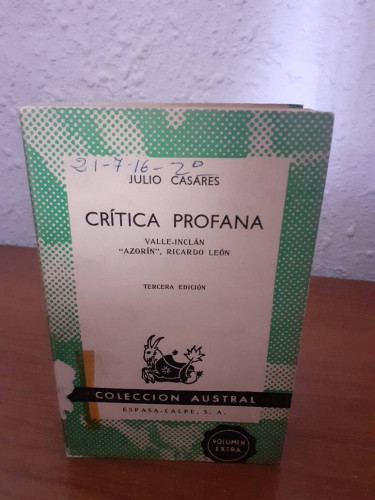 21-7-16-2º
JULIO CASARES
CRÍTICA PROFANA
VALLE-INCLÁN
"AZORÍN", RICARDO LEÓN
TERCERA EDICIÓN
COLECCION AUSTRAL
ESPASA-CALPE, S. A.
VOLUMEN
EXTRA